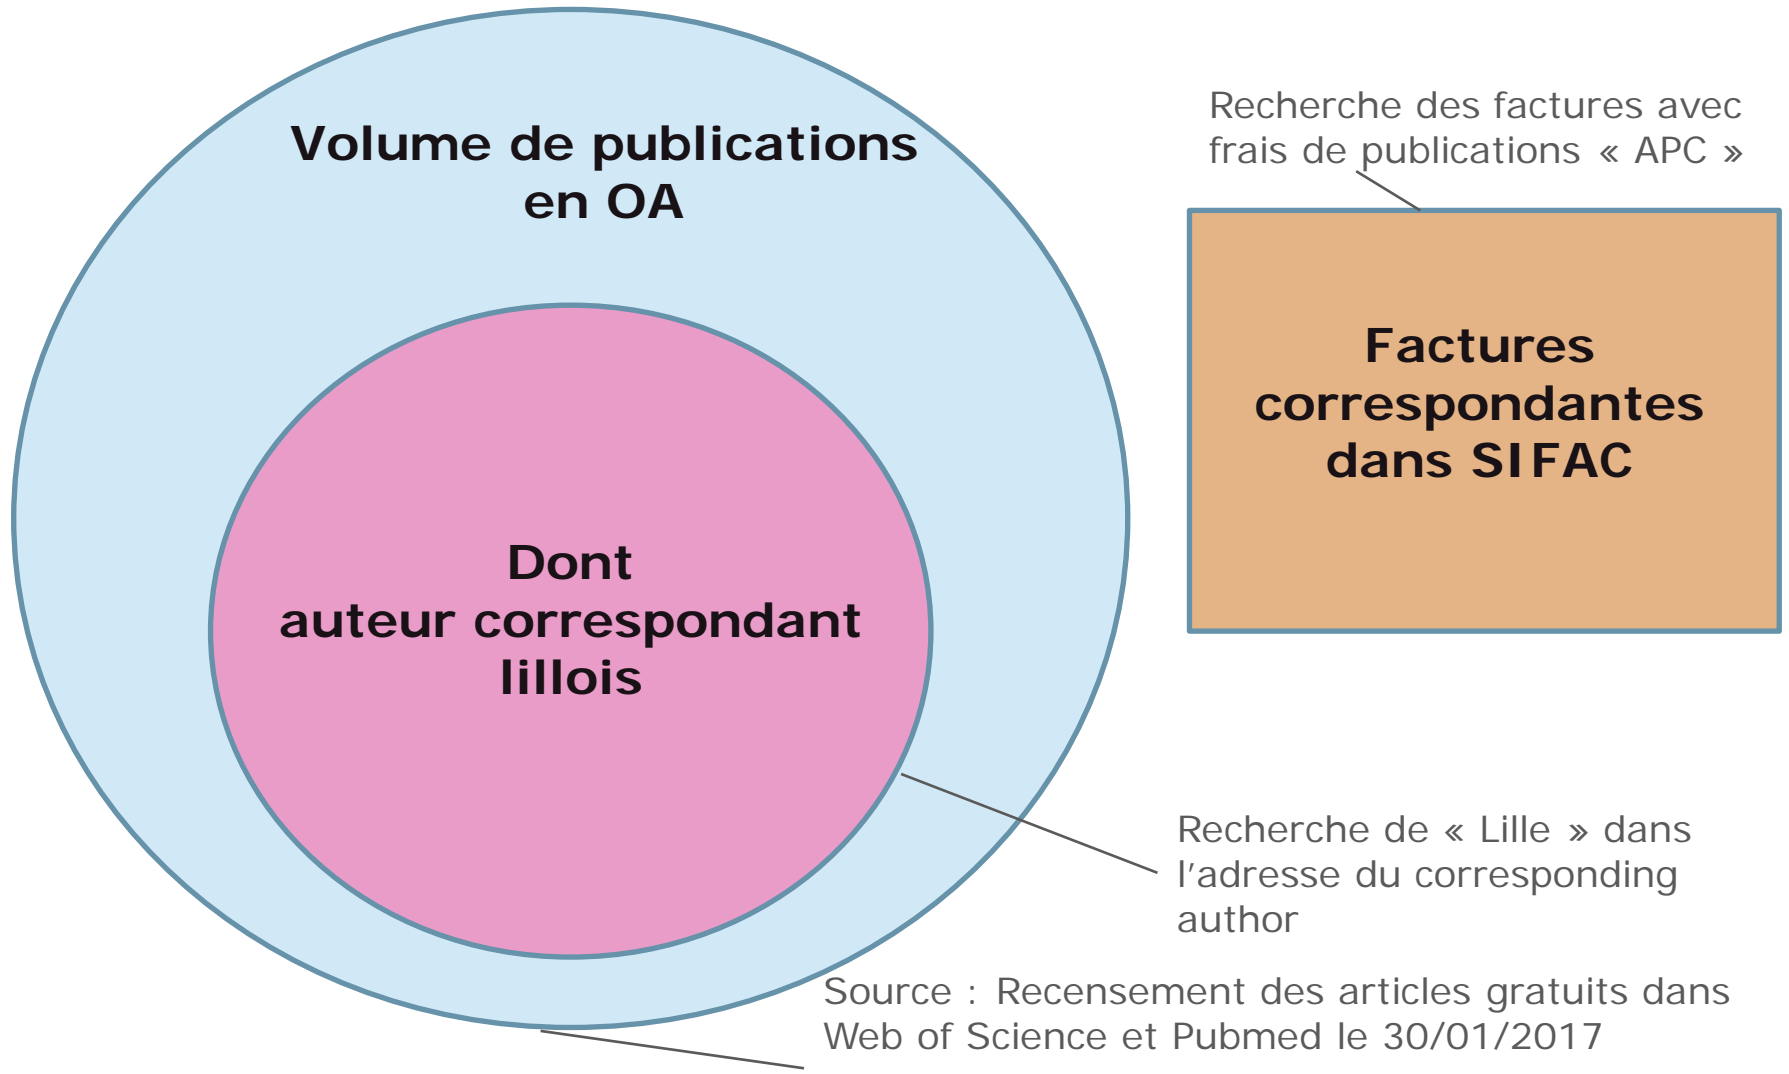 Volume de publications
en OA
Recherche des factures avec
frais de publications « APC »
Factures
correspondantes
dans SIFAC
Dont
auteur correspondant
lillois
Recherche de « Lille » dans
l'adresse du corresponding
author
Source : Recensement des articles gratuits dans
Web of Science et Pubmed le 30/01/2017